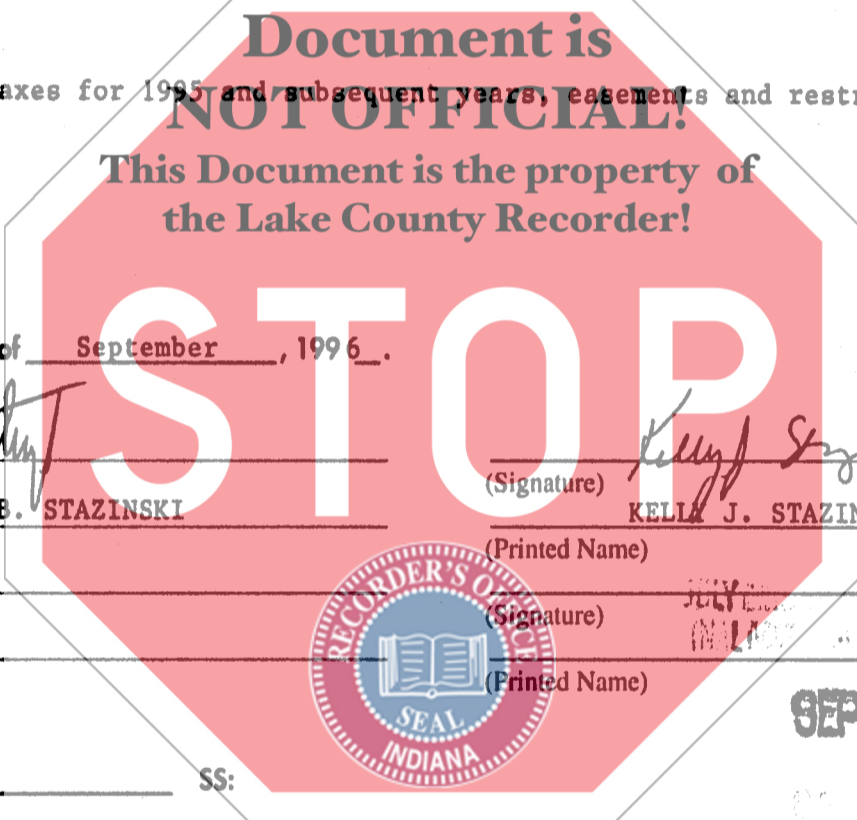 Document is
axes for 1995 and subsequent years, easements and restr
NOT OFFICIAL!
This Document is the property of
the Lake County Recorder!
STOP
of September , 1996 .
Kelly J
(Signature)
B. STAZINSKI KELLY J. STAZIN
(Printed Name)
RECORDER'S OFFICE
(Signature)
(Printed Name)
SEAL
SEP
INDIANA
SS: